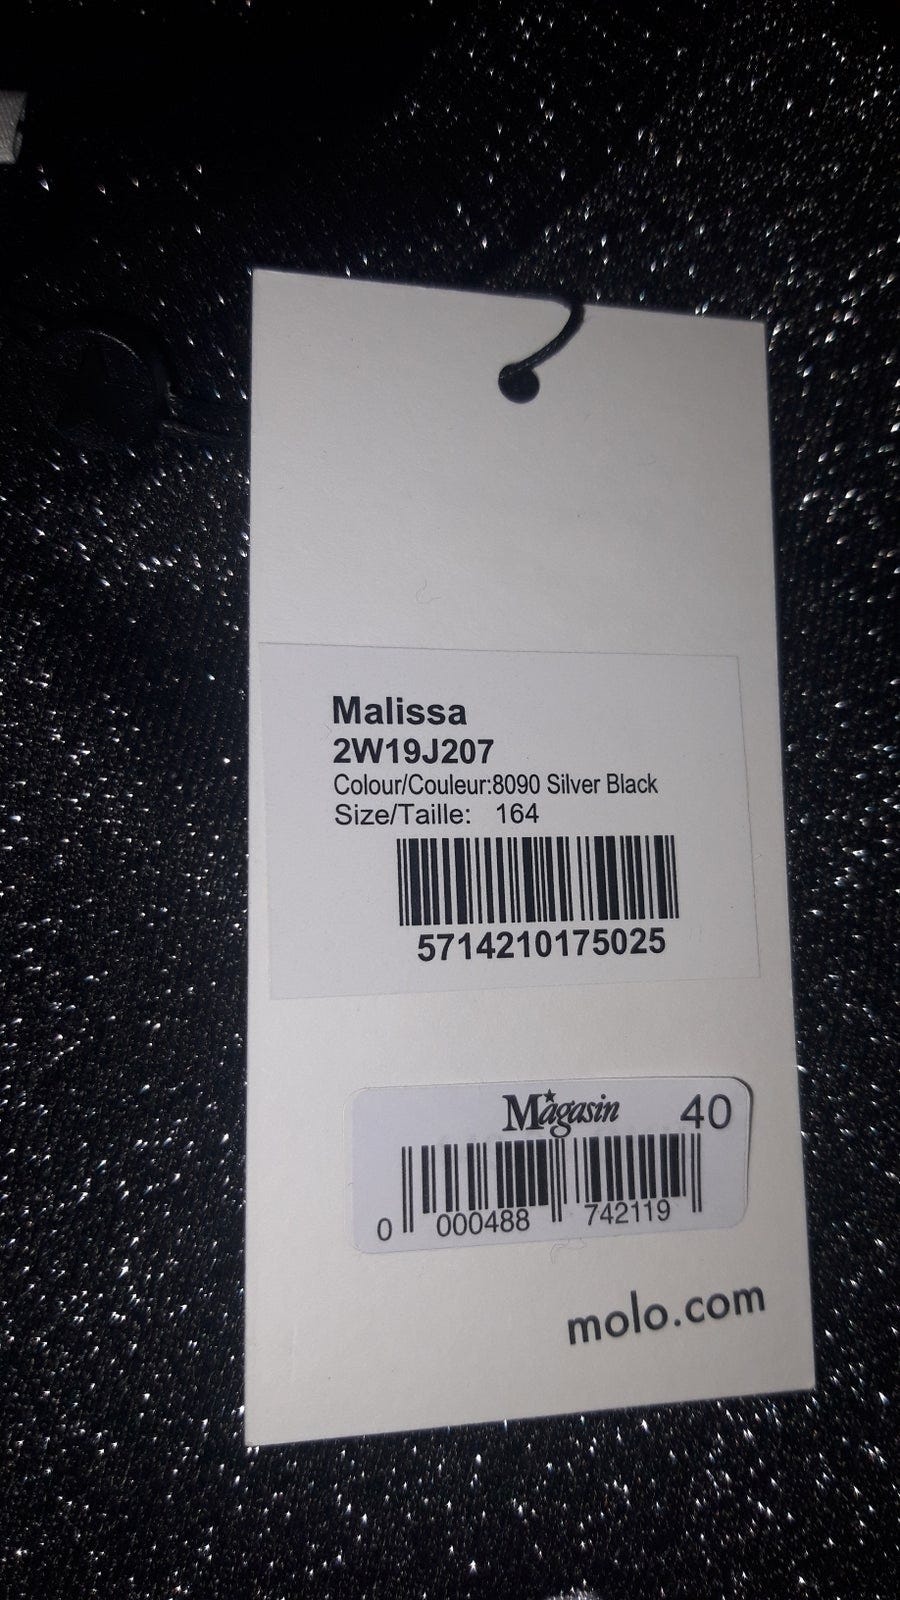 Malissa
2W19J207
Colour/Couleur:8090 Silver Black
Size/Taille: 164
5714210175025
Magasin 40
0 000488 742119
molo.com